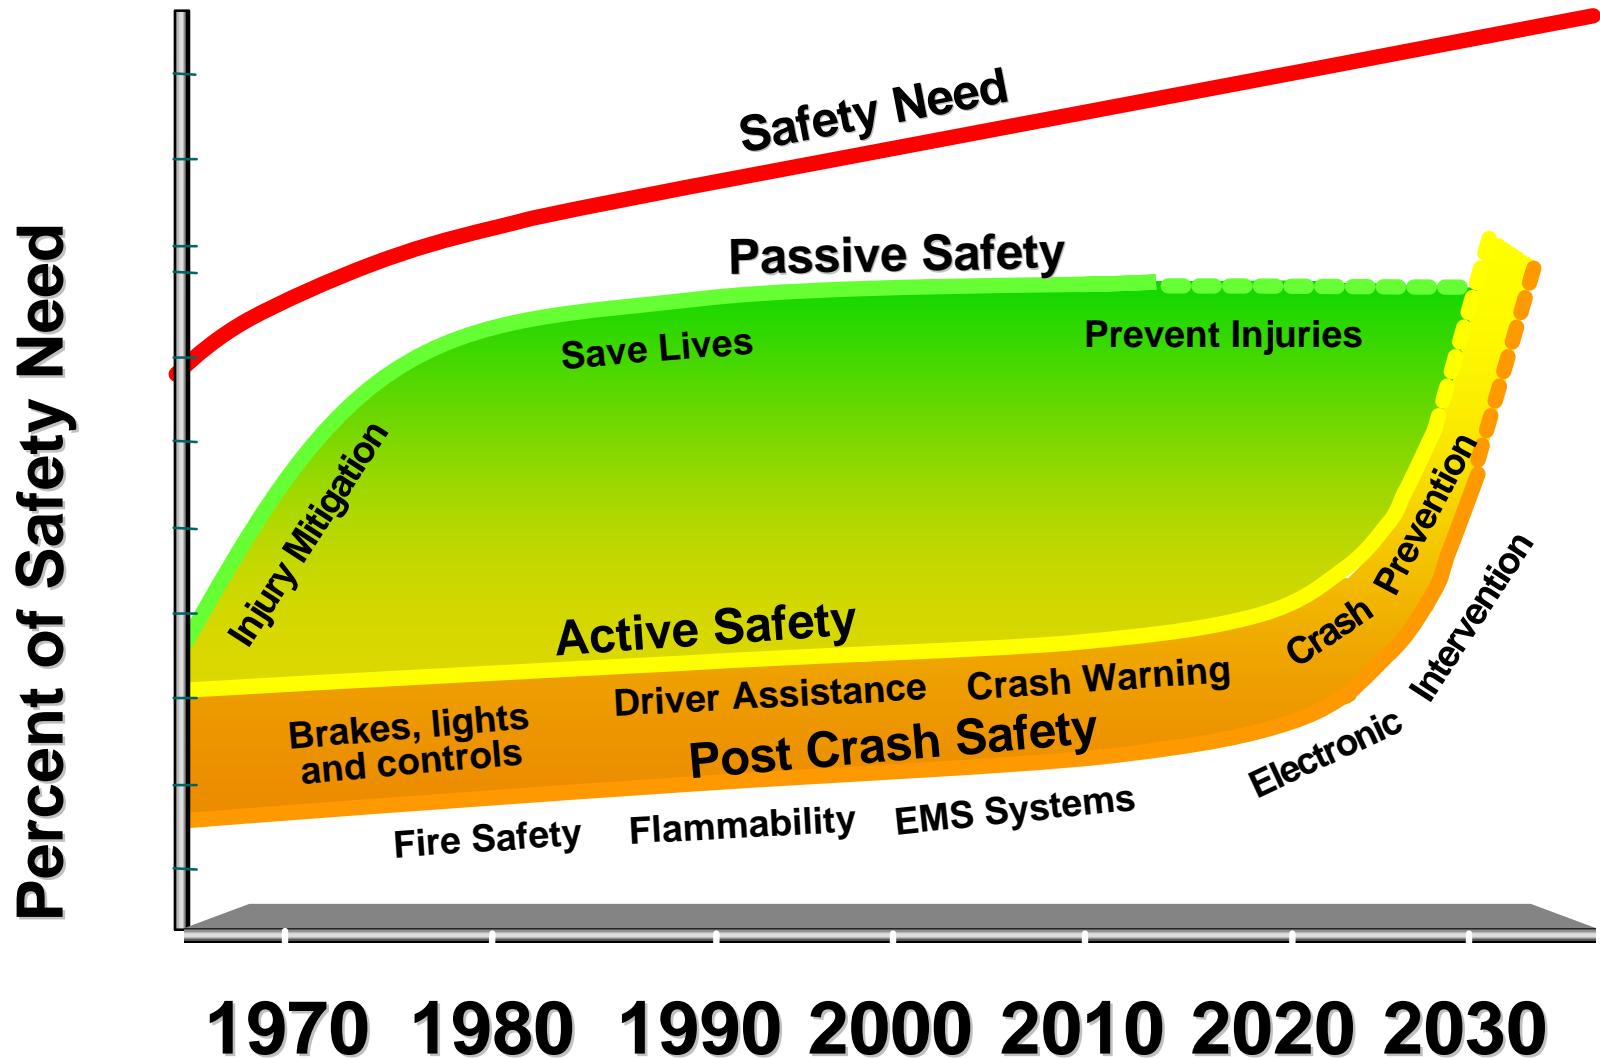 Percent of Safety Need
Safety Need
Passive Safety
Save Lives
Prevent Injuries
Injury Mitigation
Active Safety
Driver Assistance
Crash Warning
Crash Prevention
Brakes, lights
and controls
Post Crash Safety
Fire Safety
Flammability
EMS Systems
Electronic Intervention
1970 1980 1990 2000 2010 2020 2030